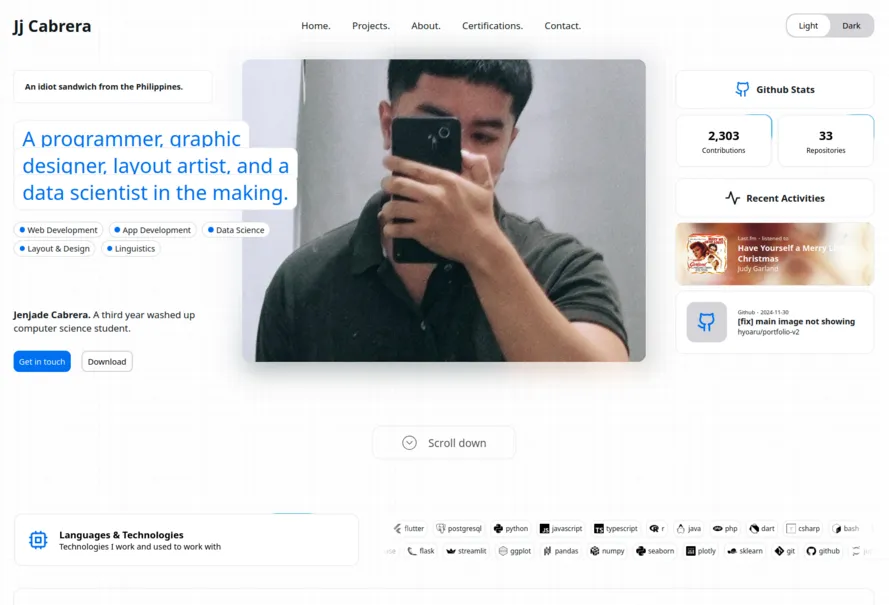 Jj Cabrera
Home. Projects. About. Certifications. Contact.
Light Dark
An idiot sandwich from the Philippines.
A programmer, graphic
designer, layout artist, and a
data scientist in the making.
Web Development App Development Data Science
Layout & Design Linguistics
Jenjade Cabrera. A third year washed up
computer science student.
Get in touch Download
Github Stats
2,303 33
Contributions Repositories
Recent Activities
Last.fm - listened to
Have Yourself a Merry Little
Christmas
Judy Garland
Github - 2024-11-30
[fix] main image not showing
hyoaru/portfolio-v2
Scroll down
Languages & Technologies
Technologies I work and used to work with
flutter postgresql python javascript typescript r java php dart csharp bash
flask streamlit ggplot pandas numpy seaborn plotly sklearn git github